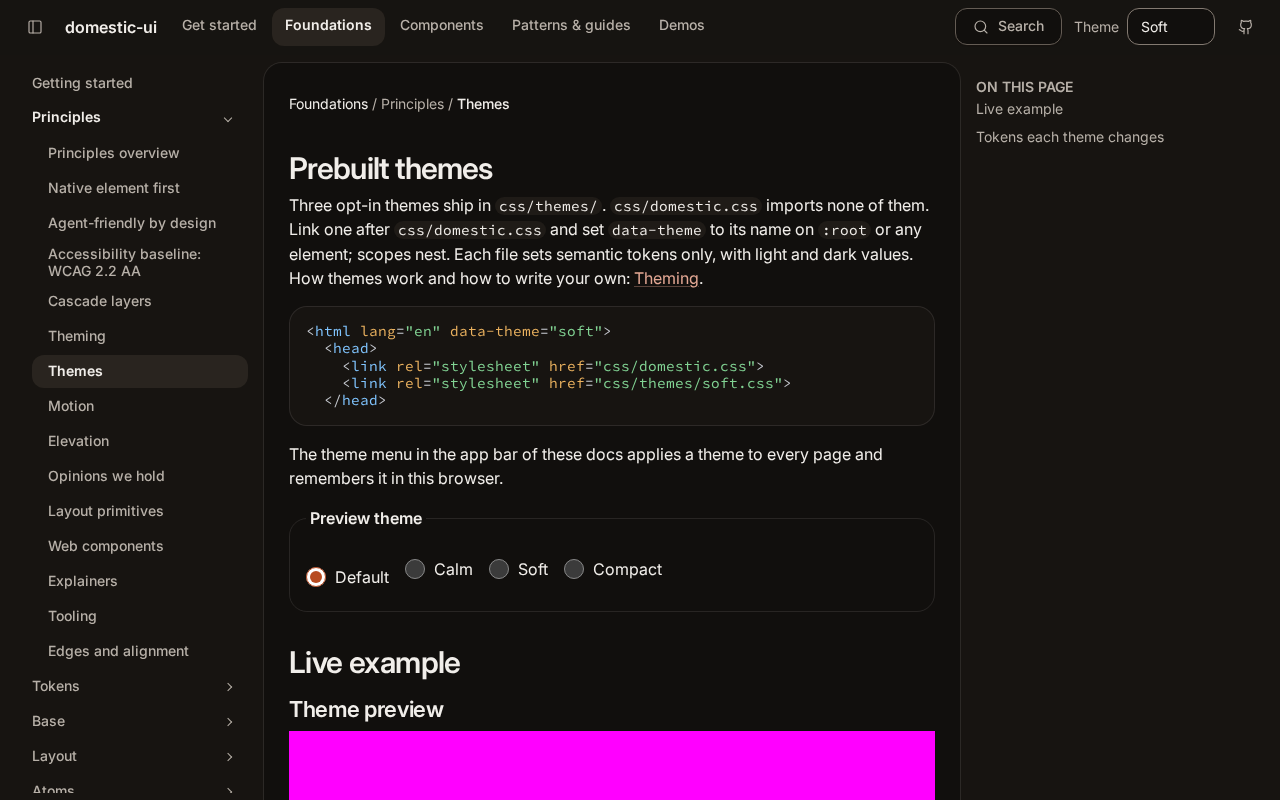 domestic-ui
Get started
Foundations
Components
Patterns & guides
Demos
Search
Theme
Soft
Getting started
Principles
Principles overview
Native element first
Agent-friendly by design
Accessibility baseline:
WCAG 2.2 AA
Cascade layers
Theming
Themes
Motion
Elevation
Opinions we hold
Layout primitives
Web components
Explainers
Tooling
Edges and alignment
Tokens
Base
Layout
Atoms
Foundations / Principles / Themes
Prebuilt themes
Three opt-in themes ship in css/themes/. css/domestic.css imports none of them.
Link one after css/domestic.css and set data-theme to its name on :root or any
element; scopes nest. Each file sets semantic tokens only, with light and dark values.
How themes work and how to write your own: Theming.
<html lang="en" data-theme="soft">
  <head>
    <link rel="stylesheet" href="css/domestic.css">
    <link rel="stylesheet" href="css/themes/soft.css">
  </head>
The theme menu in the app bar of these docs applies a theme to every page and
remembers it in this browser.
Preview theme
Default
Calm
Soft
Compact
Live example
Theme preview
ON THIS PAGE
Live example
Tokens each theme changes